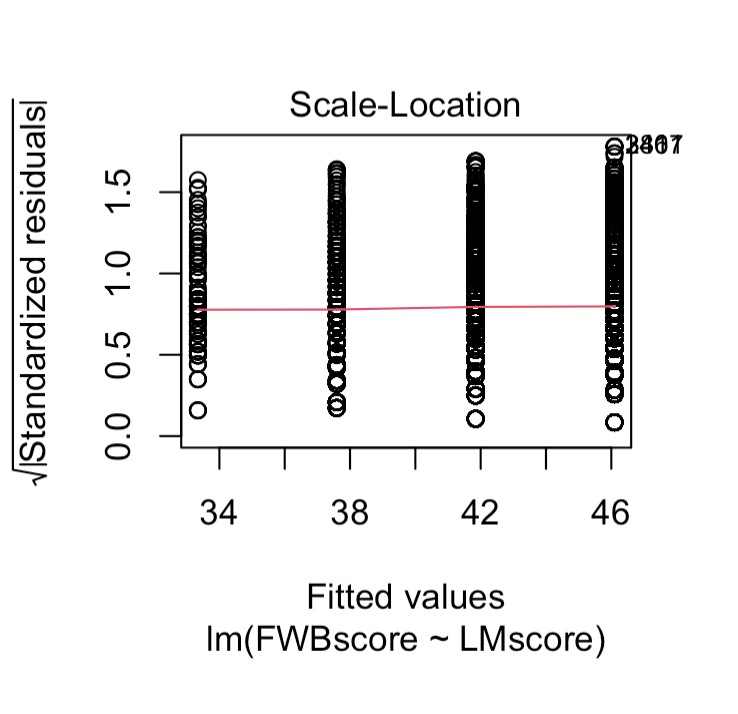 Scale-Location
√|Standardized residuals|
1.5
1.0
0.5
0.0
34 38 42 46
Fitted values
lm(FWBscore ~ LMscore)